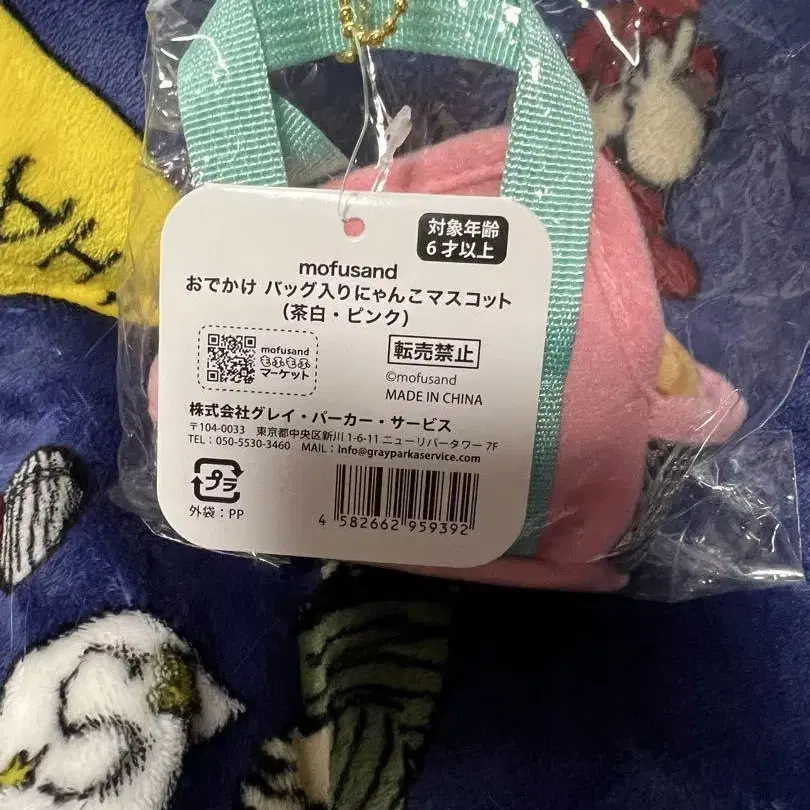 対象年齢
6才以上
mofusand
おでかけ バッグ入りにゃんこマスコット
(茶白・ピンク)
mofusand
もふもふ
マーケット
転売禁止
©mofusand
MADE IN CHINA
株式会社グレイ・パーカー・サービス
〒104-0033 東京都中央区新川 1-6-11 ニューリバータワー 7F
TEL：050-5530-3460 MAIL：info@grayparkaservice.com
プラ
外袋：PP
4 582662 959392